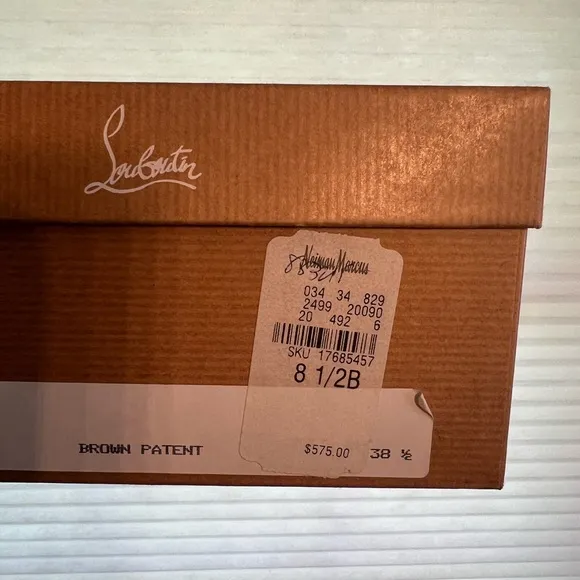 Louboutin
Neiman Marcus
034 34 829
2499 20090
20 492 6
SKU 17685457
8 1/2B
$575.00
BROWN PATENT
38 ½